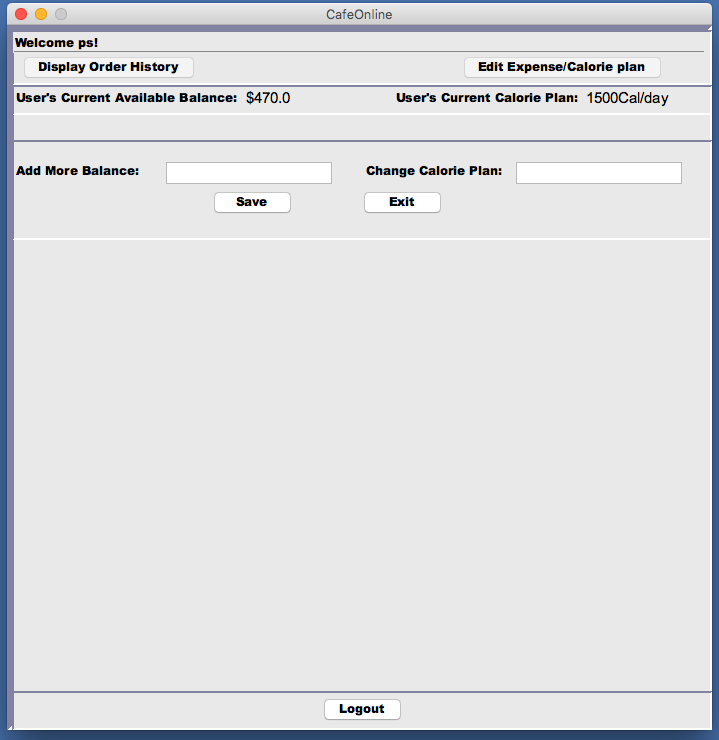 CafeOnline
Welcome ps!
Display Order History Edit Expense/Calorie plan
User's Current Available Balance: $470.0 User's Current Calorie Plan: 1500Cal/day
Add More Balance: Change Calorie Plan:
Save Exit
Logout